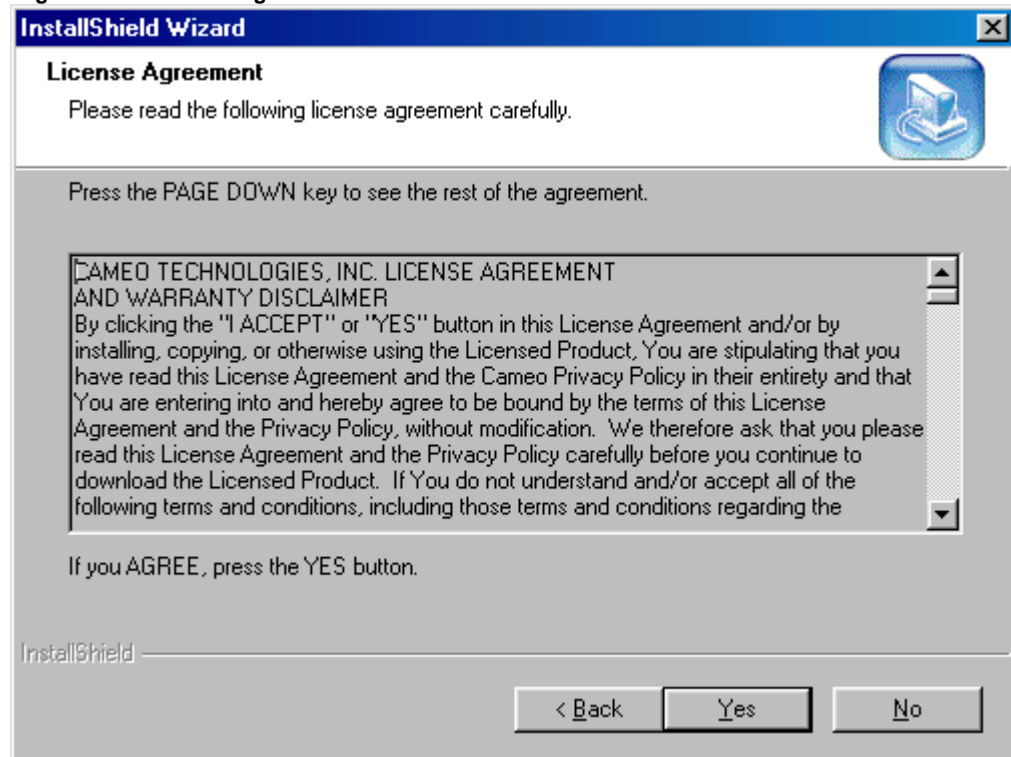 InstallShield Wizard
License Agreement
Please read the following license agreement carefully.
Press the PAGE DOWN key to see the rest of the agreement.
CAMEO TECHNOLOGIES, INC. LICENSE AGREEMENT
AND WARRANTY DISCLAIMER
By clicking the "I ACCEPT" or "YES" button in this License Agreement and/or by
installing, copying, or otherwise using the Licensed Product, You are stipulating that you
have read this License Agreement and the Cameo Privacy Policy in their entirety and that
You are entering into and hereby agree to be bound by the terms of this License
Agreement and the Privacy Policy, without modification.  We therefore ask that you please
read this License Agreement and the Privacy Policy carefully before you continue to
download the Licensed Product.  If You do not understand and/or accept all of the
following terms and conditions, including those terms and conditions regarding the
If you AGREE, press the YES button.
InstallShield
< Back
Yes
No